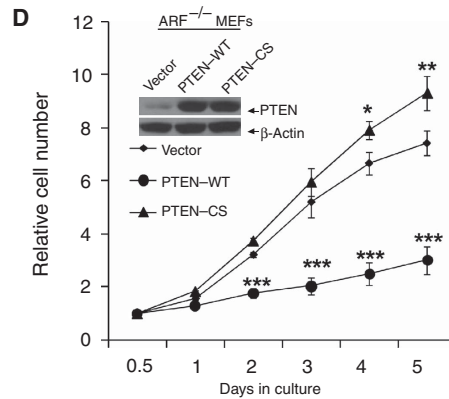 D
ARF−/− MEFs
Vector
PTEN–WT
PTEN–CS
PTEN
β-Actin
Vector
PTEN–WT
PTEN–CS
Relative cell number
12
10
8
6
4
2
0
*
**
***
***
***
***
0.5
1
2
3
4
5
Days in culture